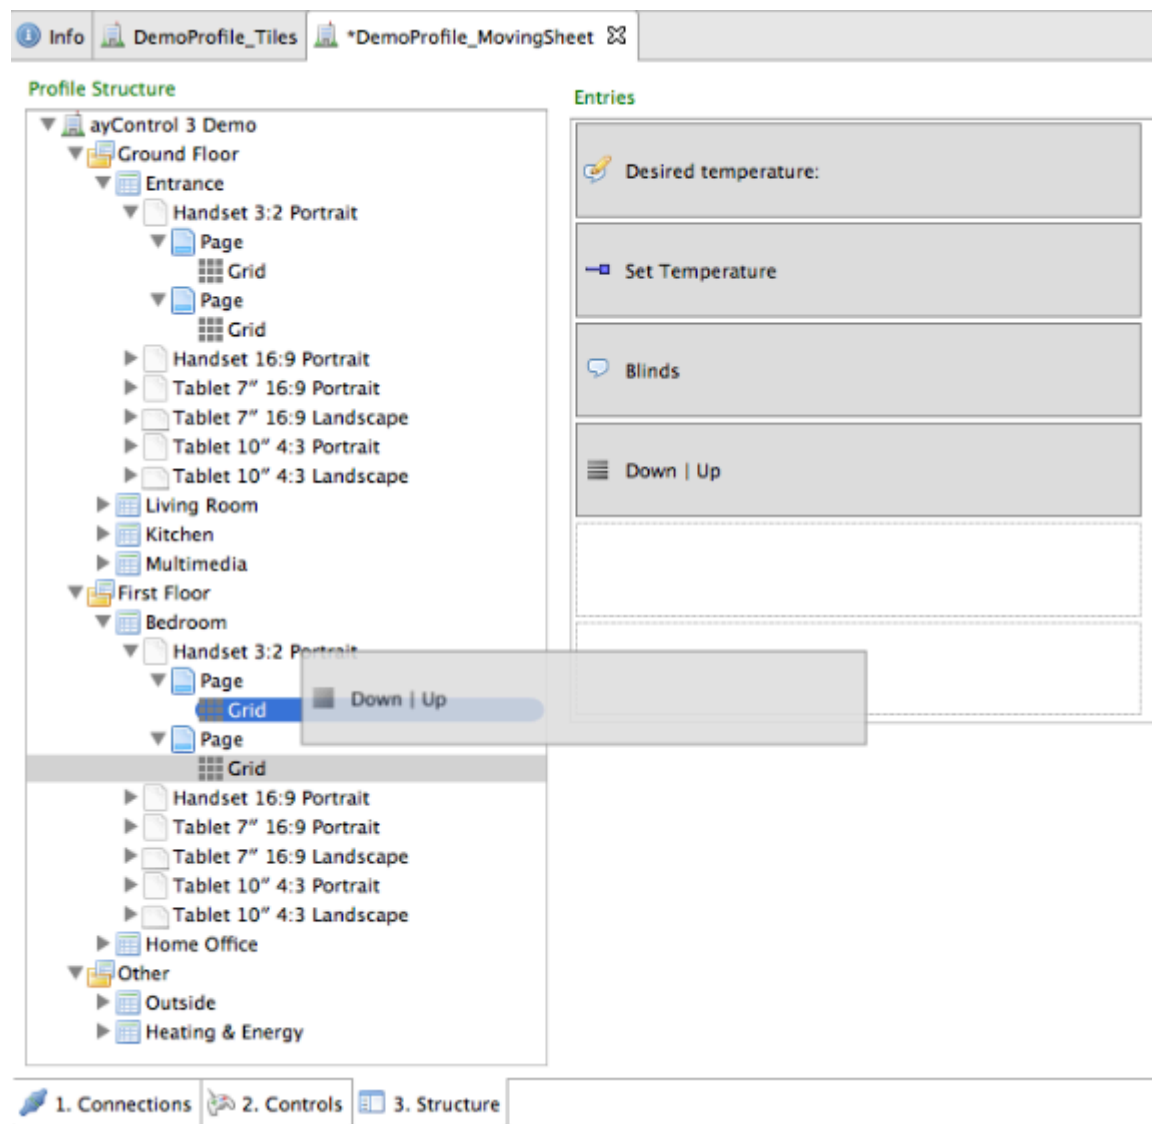 Info DemoProfile_Tiles *DemoProfile_MovingSheet
Profile Structure
ayControl 3 Demo
Ground Floor
Entrance
Handset 3:2 Portrait
Page
Grid
Page
Grid
Handset 16:9 Portrait
Tablet 7" 16:9 Portrait
Tablet 7" 16:9 Landscape
Tablet 10" 4:3 Portrait
Tablet 10" 4:3 Landscape
Living Room
Kitchen
Multimedia
First Floor
Bedroom
Handset 3:2 Portrait
Page
Grid
Page
Grid
Handset 16:9 Portrait
Tablet 7" 16:9 Portrait
Tablet 7" 16:9 Landscape
Tablet 10" 4:3 Portrait
Tablet 10" 4:3 Landscape
Home Office
Other
Outside
Heating & Energy
Entries
Desired temperature:
Set Temperature
Blinds
Down | Up
Down | Up
1. Connections 2. Controls 3. Structure